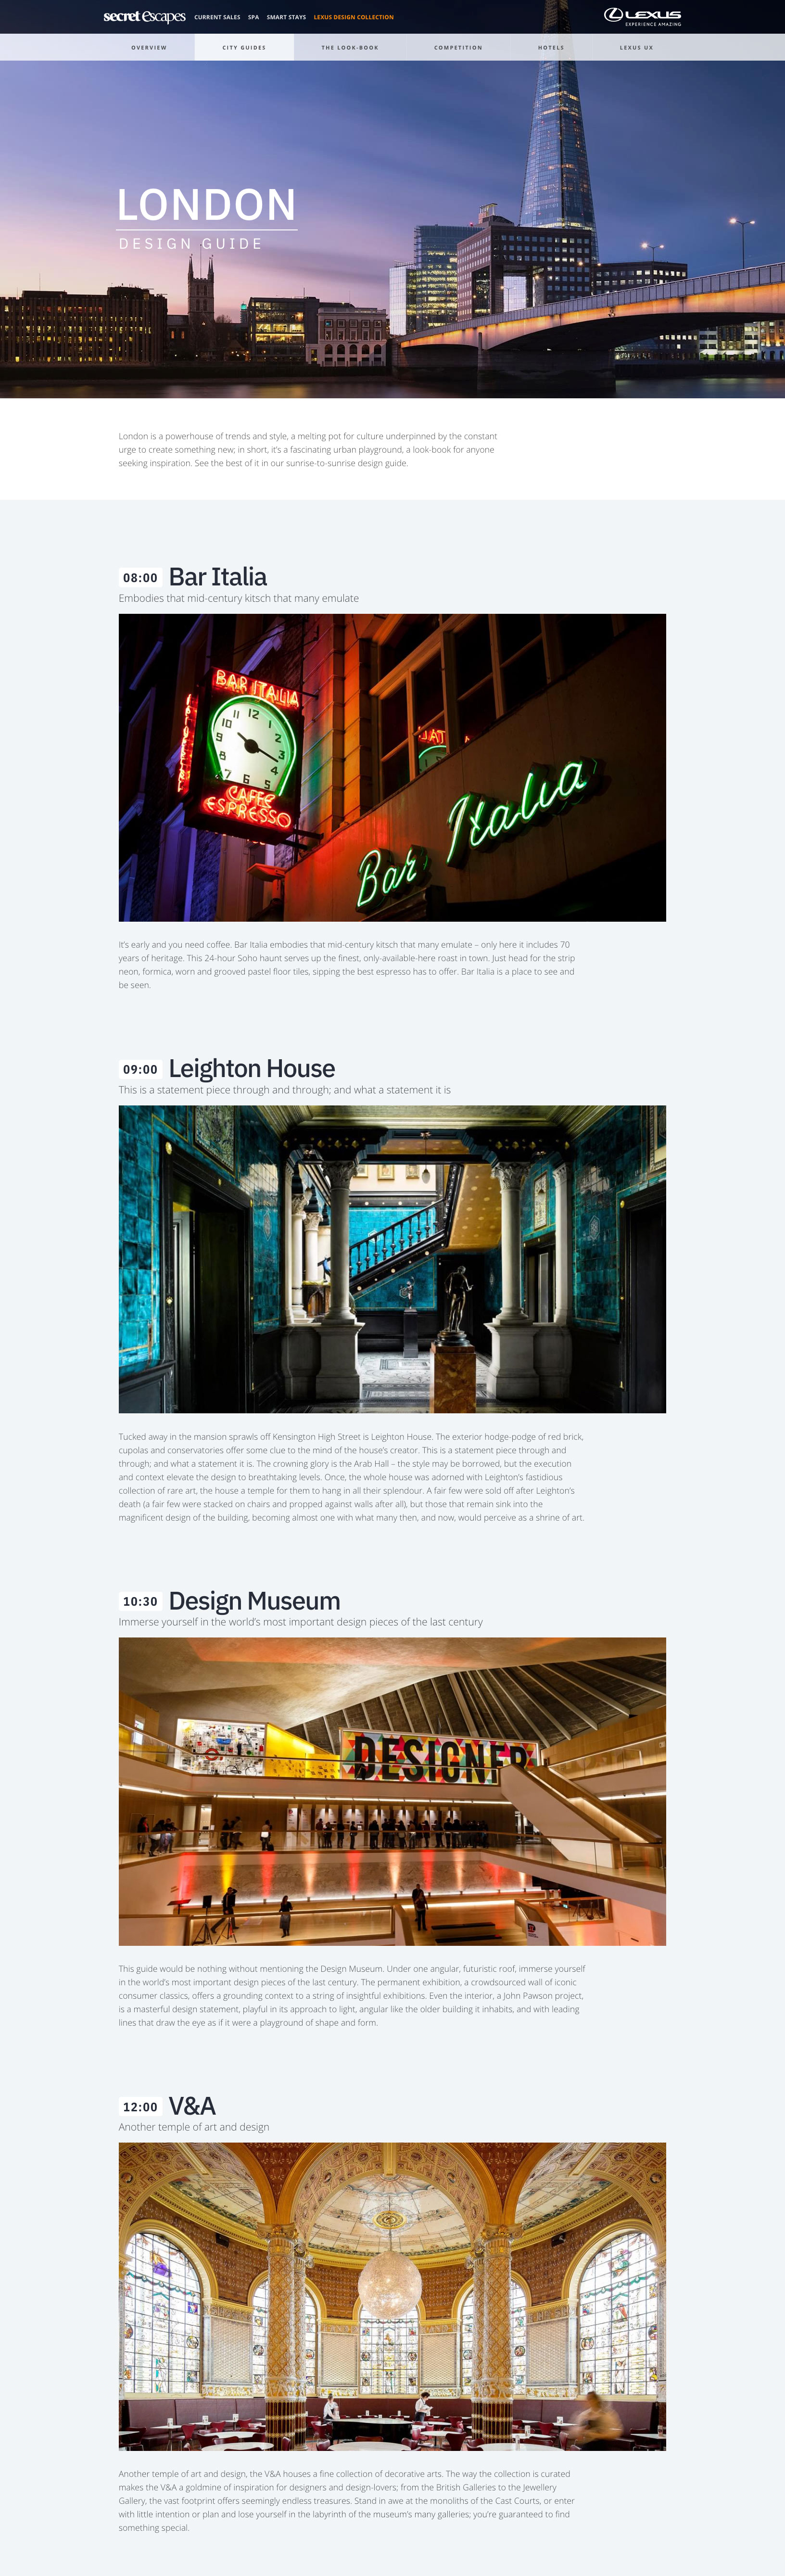 secret Escapes CURRENT SALES SPA SMART STAYS LEXUS DESIGN COLLECTION LEXUS
EXPERIENCE AMAZING
OVERVIEW CITY GUIDES THE LOOK-BOOK COMPETITION HOTELS LEXUS UX
LONDON
DESIGN GUIDE
London is a powerhouse of trends and style, a melting pot for culture underpinned by the constant
urge to create something new; in short, it's a fascinating urban playground, a look-book for anyone
seeking inspiration. See the best of it in our sunrise-to-sunrise design guide.
08:00 Bar Italia
Embodies that mid-century kitsch that many emulate
BAR ITALIA
10 11 12 1 2 3 4 5 6 7 8 9
CAFFE
ESPRESSO
Bar Italia
It's early and you need coffee. Bar Italia embodies that mid-century kitsch that many emulate – only here it includes 70
years of heritage. This 24-hour Soho haunt serves up the finest, only-available-here roast in town. Just head for the strip
neon, formica, worn and grooved pastel floor tiles, sipping the best espresso has to offer. Bar Italia is a place to see and
be seen.
09:00 Leighton House
This is a statement piece through and through; and what a statement it is
Tucked away in the mansion sprawls off Kensington High Street is Leighton House. The exterior hodge-podge of red brick,
cupolas and conservatories offer some clue to the mind of the house's creator. This is a statement piece through and
through; and what a statement it is. The crowning glory is the Arab Hall – the style may be borrowed, but the execution
and context elevate the design to breathtaking levels. Once, the whole house was adorned with Leighton's fastidious
collection of rare art, the house a temple for them to hang in all their splendour. A fair few were sold off after Leighton's
death (a fair few were stacked on chairs and propped against walls after all), but those that remain sink into the
magnificent design of the building, becoming almost one with what many then, and now, would perceive as a shrine of art.
10:30 Design Museum
Immerse yourself in the world's most important design pieces of the last century
DESIGNER
This guide would be nothing without mentioning the Design Museum. Under one angular, futuristic roof, immerse yourself
in the world's most important design pieces of the last century. The permanent exhibition, a crowdsourced wall of iconic
consumer classics, offers a grounding context to a string of insightful exhibitions. Even the interior, a John Pawson project,
is a masterful design statement, playful in its approach to light, angular like the older building it inhabits, and with leading
lines that draw the eye as if it were a playground of shape and form.
12:00 V&A
Another temple of art and design
Another temple of art and design, the V&A houses a fine collection of decorative arts. The way the collection is curated
makes the V&A a goldmine of inspiration for designers and design-lovers; from the British Galleries to the Jewellery
Gallery, the vast footprint offers seemingly endless treasures. Stand in awe at the monoliths of the Cast Courts, or enter
with little intention or plan and lose yourself in the labyrinth of the museum's many galleries; you're guaranteed to find
something special.